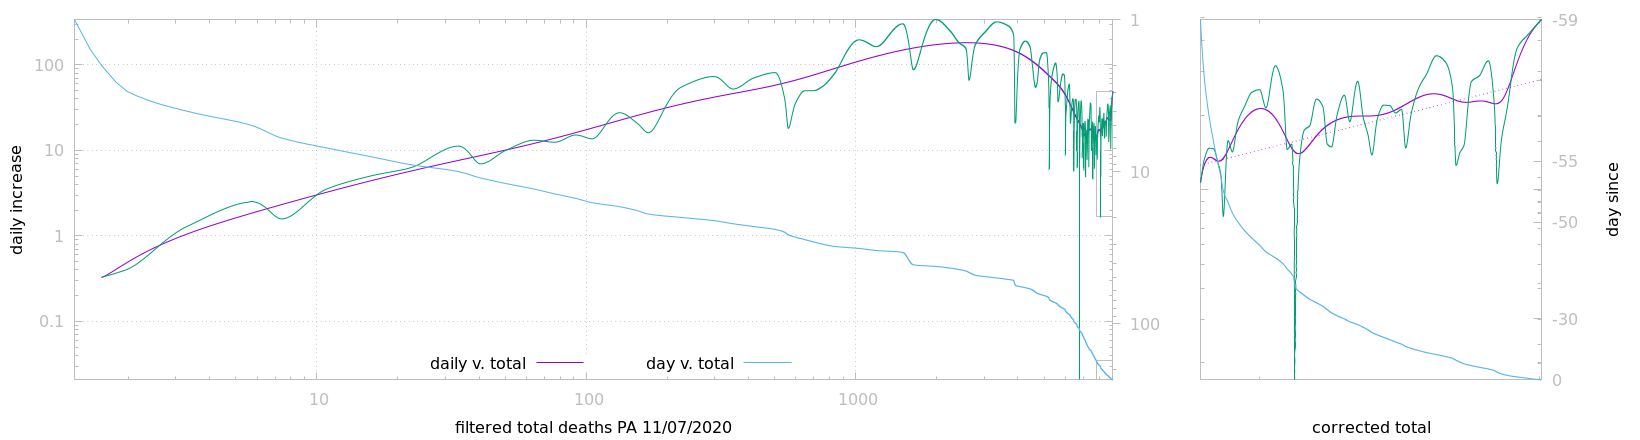 daily increase
100
10
1
0.1
10
100
1000
1
10
100
daily v. total
day v. total
filtered total deaths PA 11/07/2020
-59
-55
-50
-30
0
day since
corrected total